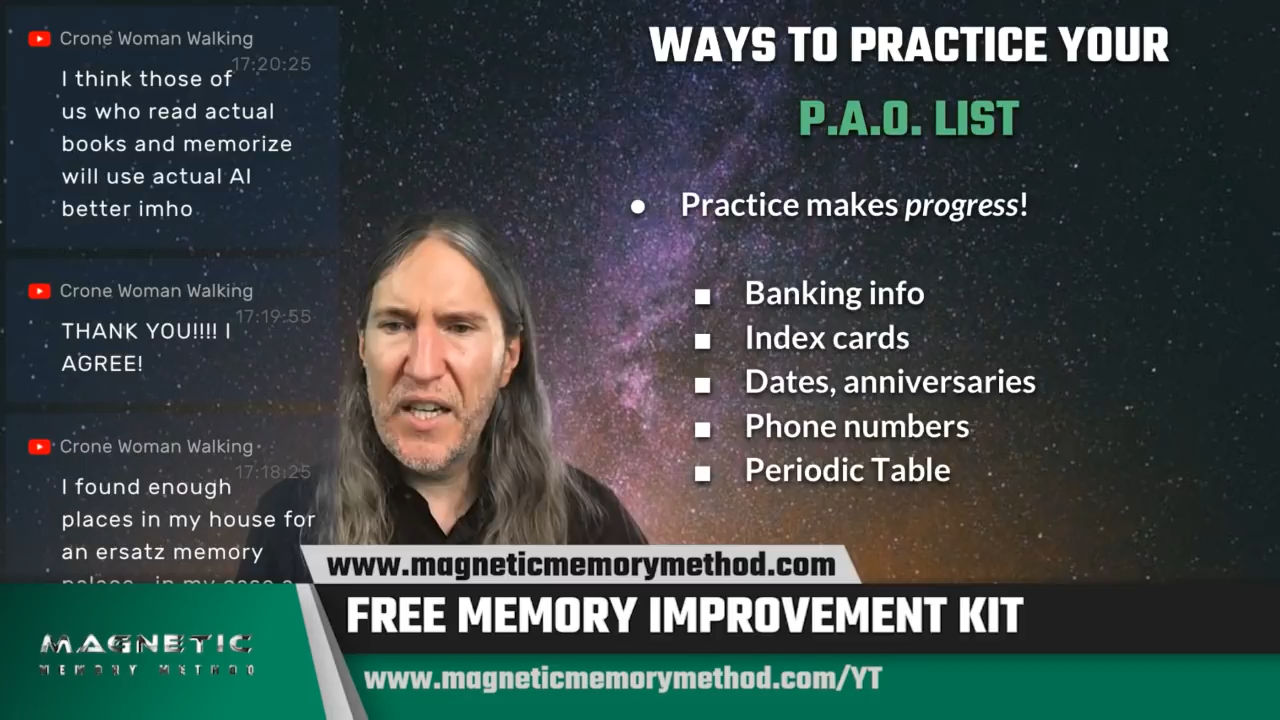 Crone Woman Walking
17:20:25
I think those of
us who read actual
books and memorize
will use actual AI
better imho
Crone Woman Walking
17:19:55
THANK YOU!!!! I
AGREE!
Crone Woman Walking
17:18:25
I found enough
places in my house for
an ersatz memory
WAYS TO PRACTICE YOUR
P.A.O. LIST
• Practice makes progress!
▪ Banking info
▪ Index cards
▪ Dates, anniversaries
▪ Phone numbers
▪ Periodic Table
www.magneticmemorymethod.com
FREE MEMORY IMPROVEMENT KIT
www.magneticmemorymethod.com/YT
MAGNETIC
MEMORY METHOD